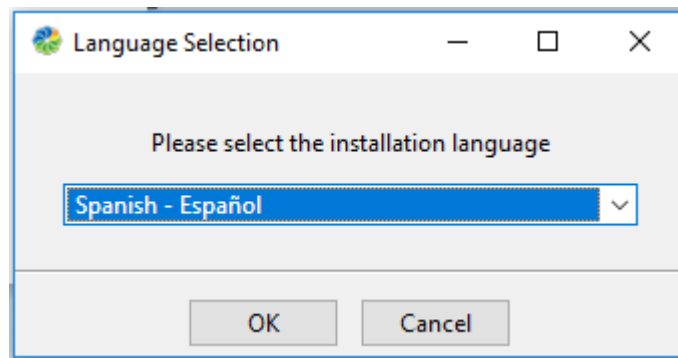 Language Selection
Please select the installation language
Spanish - Español
OK
Cancel